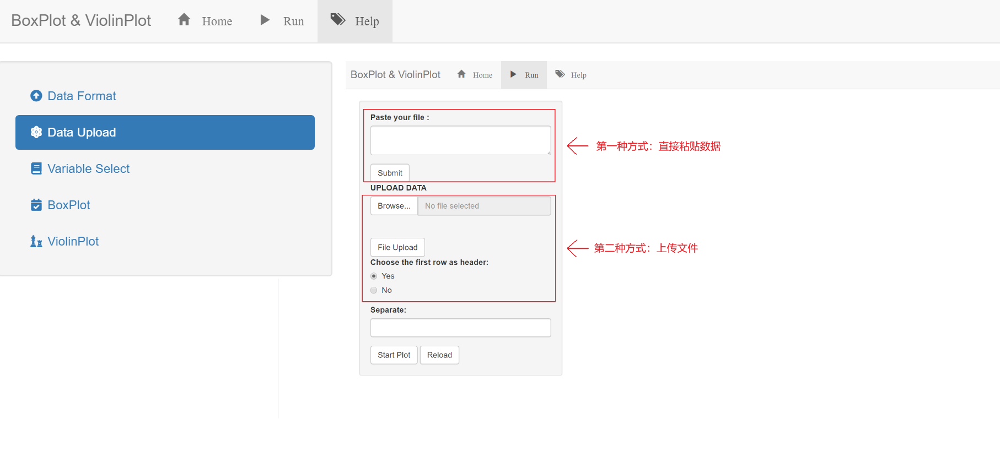 BoxPlot & ViolinPlot Home Run Help
Data Format
Data Upload
Variable Select
BoxPlot
ViolinPlot
BoxPlot & ViolinPlot Home Run Help
Paste your file :
Submit
第一种方式：直接粘贴数据
UPLOAD DATA
Browse... No file selected
File Upload
第二种方式：上传文件
Choose the first row as header:
Yes
No
Separate:
Start Plot Reload